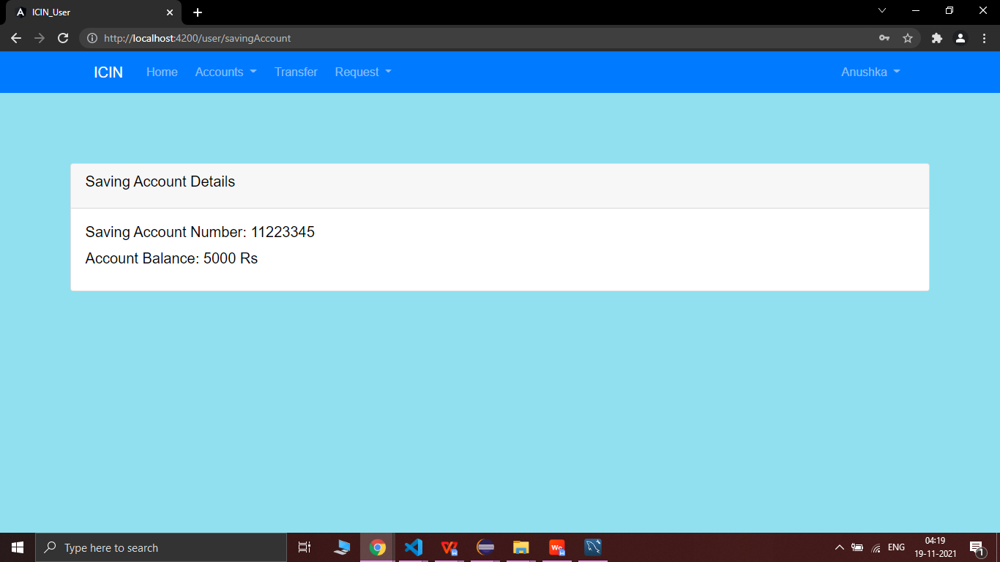 ICIN_User
http://localhost:4200/user/savingAccount
ICIN Home Accounts Transfer Request Anushka
Saving Account Details
Saving Account Number: 11223345
Account Balance: 5000 Rs
Type here to search
ENG
04:19
19-11-2021
1